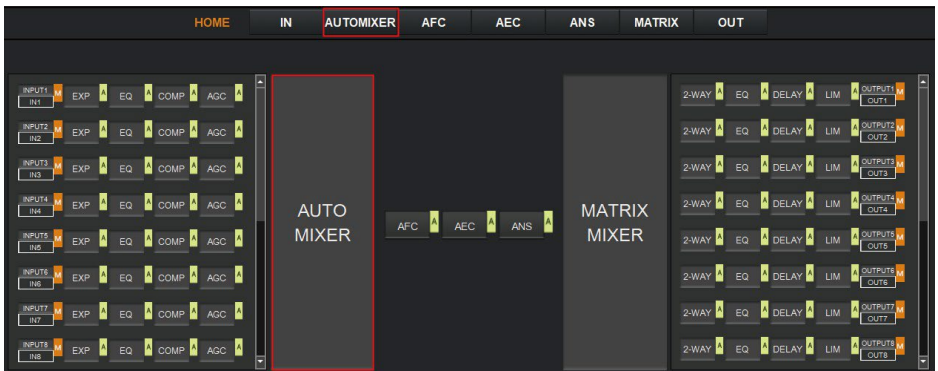 HOME IN AUTOMIXER AFC AEC ANS MATRIX OUT
INPUT1 M EXP A EQ A COMP A AGC A
IN1
INPUT2 M EXP A EQ A COMP A AGC A
IN2
INPUT3 M EXP A EQ A COMP A AGC A
IN3
INPUT4 M EXP A EQ A COMP A AGC A
IN4
INPUT5 M EXP A EQ A COMP A AGC A
IN5
INPUT6 M EXP A EQ A COMP A AGC A
IN6
INPUT7 M EXP A EQ A COMP A AGC A
IN7
INPUT8 M EXP A EQ A COMP A AGC A
IN8
AUTO
MIXER
AFC A AEC A ANS A
MATRIX
MIXER
2-WAY A EQ A DELAY A LIM A OUTPUT1 M
OUT1
2-WAY A EQ A DELAY A LIM A OUTPUT2 M
OUT2
2-WAY A EQ A DELAY A LIM A OUTPUT3 M
OUT3
2-WAY A EQ A DELAY A LIM A OUTPUT4 M
OUT4
2-WAY A EQ A DELAY A LIM A OUTPUT5 M
OUT5
2-WAY A EQ A DELAY A LIM A OUTPUT6 M
OUT6
2-WAY A EQ A DELAY A LIM A OUTPUT7 M
OUT7
2-WAY A EQ A DELAY A LIM A OUTPUT8 M
OUT8